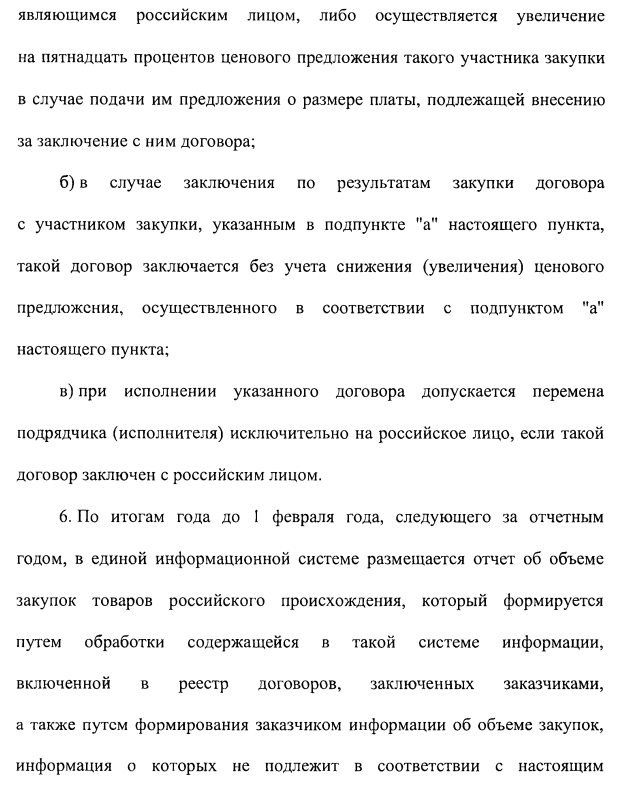 являющимся российским лицом, либо осуществляется увеличение
на пятнадцать процентов ценового предложения такого участника закупки
в случае подачи им предложения о размере платы, подлежащей внесению
за заключение с ним договора;
б) в случае заключения по результатам закупки договора
с участником закупки, указанным в подпункте "а" настоящего пункта,
такой договор заключается без учета снижения (увеличения) ценового
предложения, осуществленного в соответствии с подпунктом "а"
настоящего пункта;
в) при исполнении указанного договора допускается перемена
подрядчика (исполнителя) исключительно на российское лицо, если такой
договор заключен с российским лицом.
6. По итогам года до 1 февраля года, следующего за отчетным
годом, в единой информационной системе размещается отчет об объеме
закупок товаров российского происхождения, который формируется
путем обработки содержащейся в такой системе информации,
включенной в реестр договоров, заключенных заказчиками,
а также путем формирования заказчиком информации об объеме закупок,
информация о которых не подлежит в соответствии с настоящим